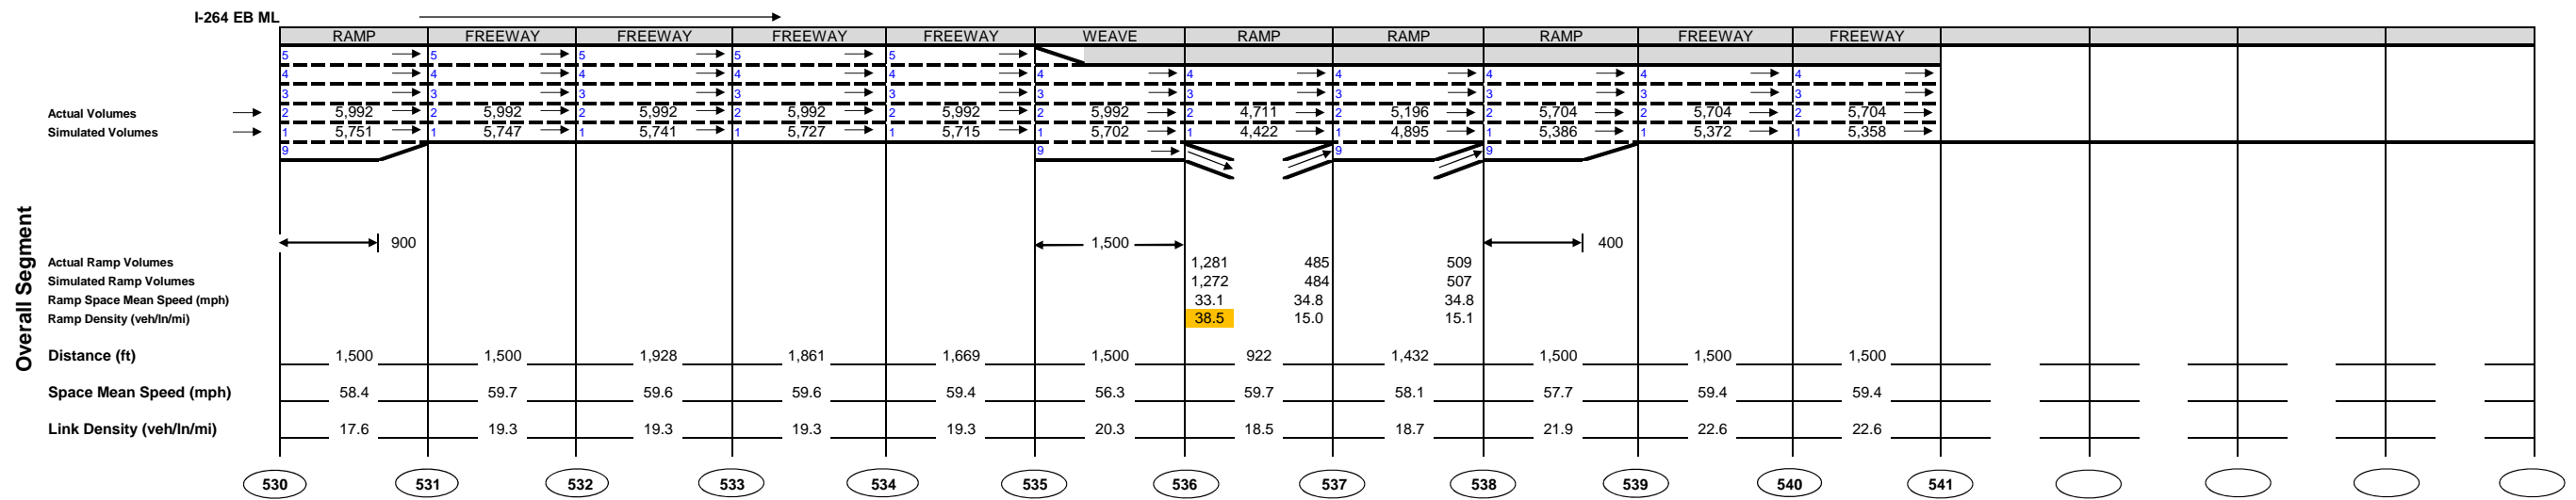 I-264 EB ML
RAMP FREEWAY FREEWAY FREEWAY FREEWAY WEAVE RAMP RAMP RAMP FREEWAY FREEWAY
5 5 5 5 5
4 4 4 4 4 4 4 4 4 4 4
3 3 3 3 3 3 3 3 3 3 3
Actual Volumes 2 5,992 2 5,992 2 5,992 2 5,992 2 5,992 2 5,992 2 4,711 2 5,196 2 5,704 2 5,704 2 5,704
Simulated Volumes 1 5,751 1 5,747 1 5,741 1 5,727 1 5,715 1 5,702 1 4,422 1 4,895 1 5,386 1 5,372 1 5,358
9 9 9 9
Overall Segment
900 1,500 400
Actual Ramp Volumes 1,281 485 509
Simulated Ramp Volumes 1,272 484 507
Ramp Space Mean Speed (mph) 33.1 34.8 34.8
Ramp Density (veh/ln/mi) 38.5 15.0 15.1
Distance (ft) 1,500 1,500 1,928 1,861 1,669 1,500 922 1,432 1,500 1,500 1,500
Space Mean Speed (mph) 58.4 59.7 59.6 59.6 59.4 56.3 59.7 58.1 57.7 59.4 59.4
Link Density (veh/ln/mi) 17.6 19.3 19.3 19.3 19.3 20.3 18.5 18.7 21.9 22.6 22.6
530 531 532 533 534 535 536 537 538 539 540 541